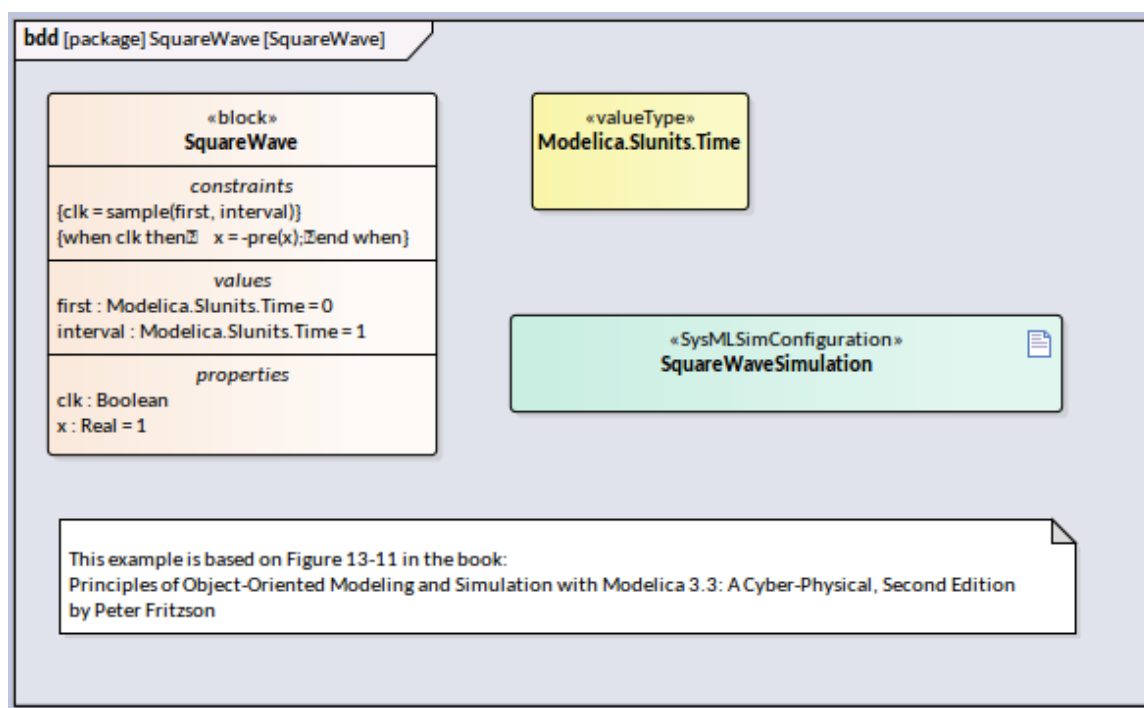 bdd [package] SquareWave [SquareWave]
«block»
SquareWave
constraints
{clk = sample(first, interval)}
{when clk then⍰ x = -pre(x);⍰end when}
values
first : Modelica.SIunits.Time = 0
interval : Modelica.SIunits.Time = 1
properties
clk : Boolean
x : Real = 1
«valueType»
Modelica.SIunits.Time
«SysMLSimConfiguration»
SquareWaveSimulation
This example is based on Figure 13-11 in the book:
Principles of Object-Oriented Modeling and Simulation with Modelica 3.3: A Cyber-Physical, Second Edition
by Peter Fritzson